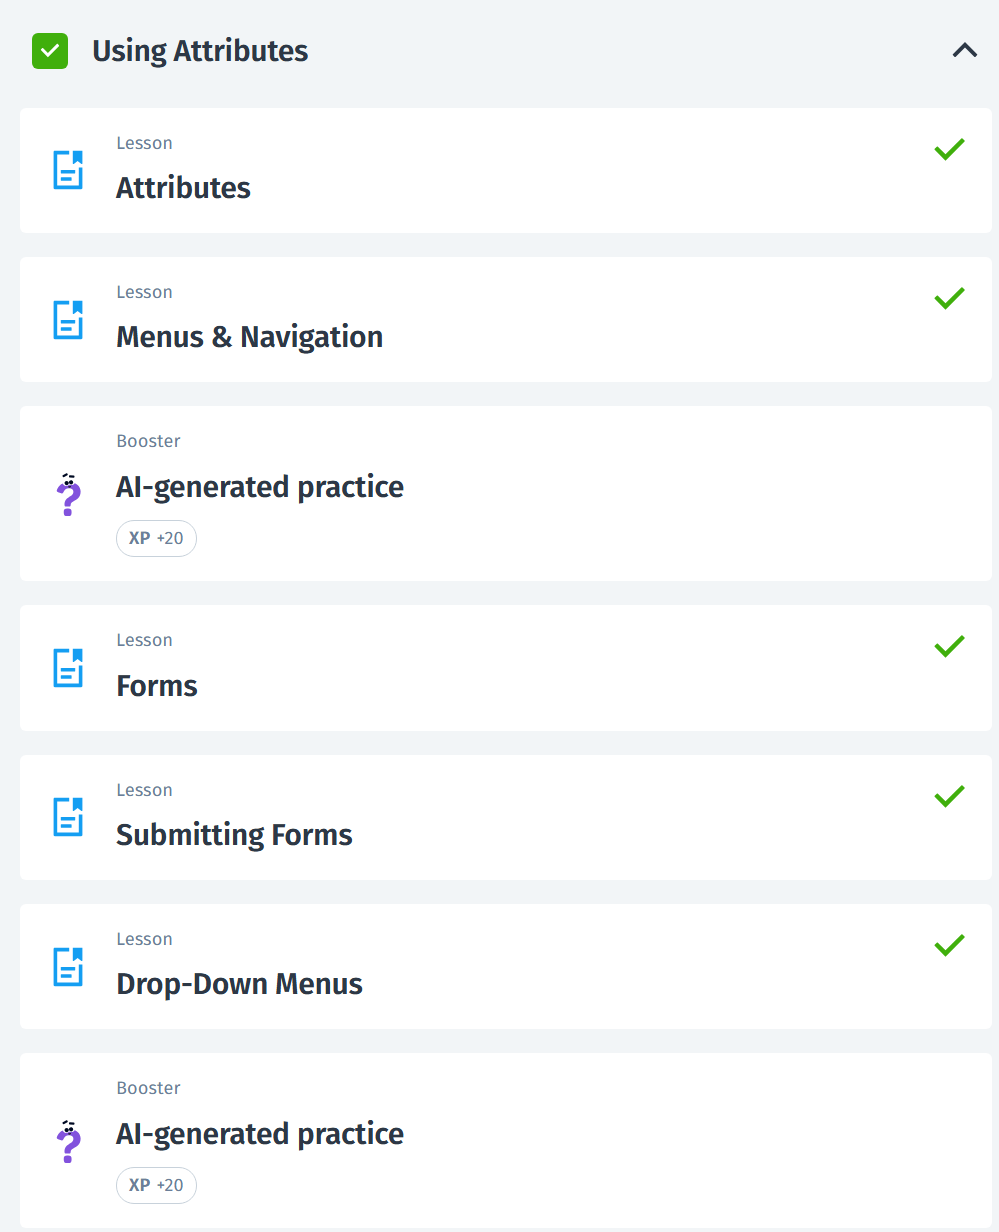 Using Attributes
Lesson
Attributes
Lesson
Menus & Navigation
Booster
AI-generated practice
XP +20
Lesson
Forms
Lesson
Submitting Forms
Lesson
Drop-Down Menus
Booster
AI-generated practice
XP +20